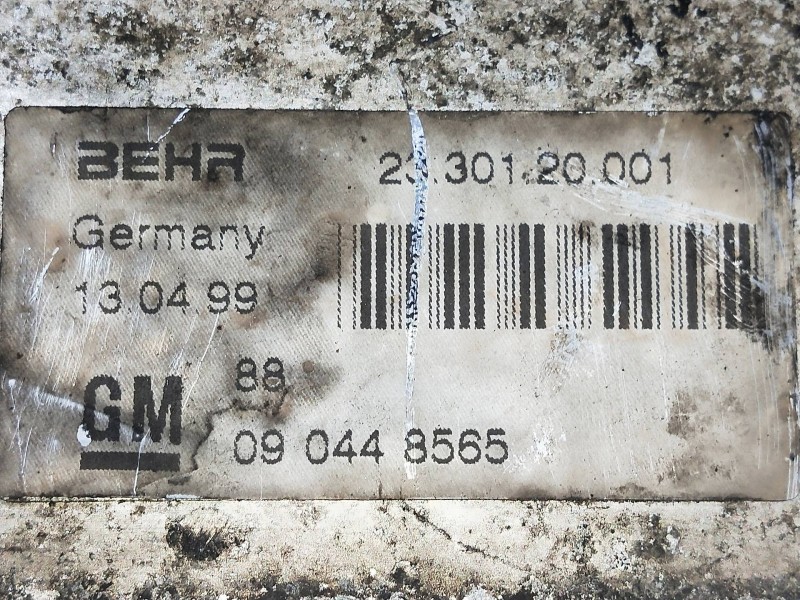 BEHR 23.301.20.001
Germany
13.04.99
88
GM
09 044 8565